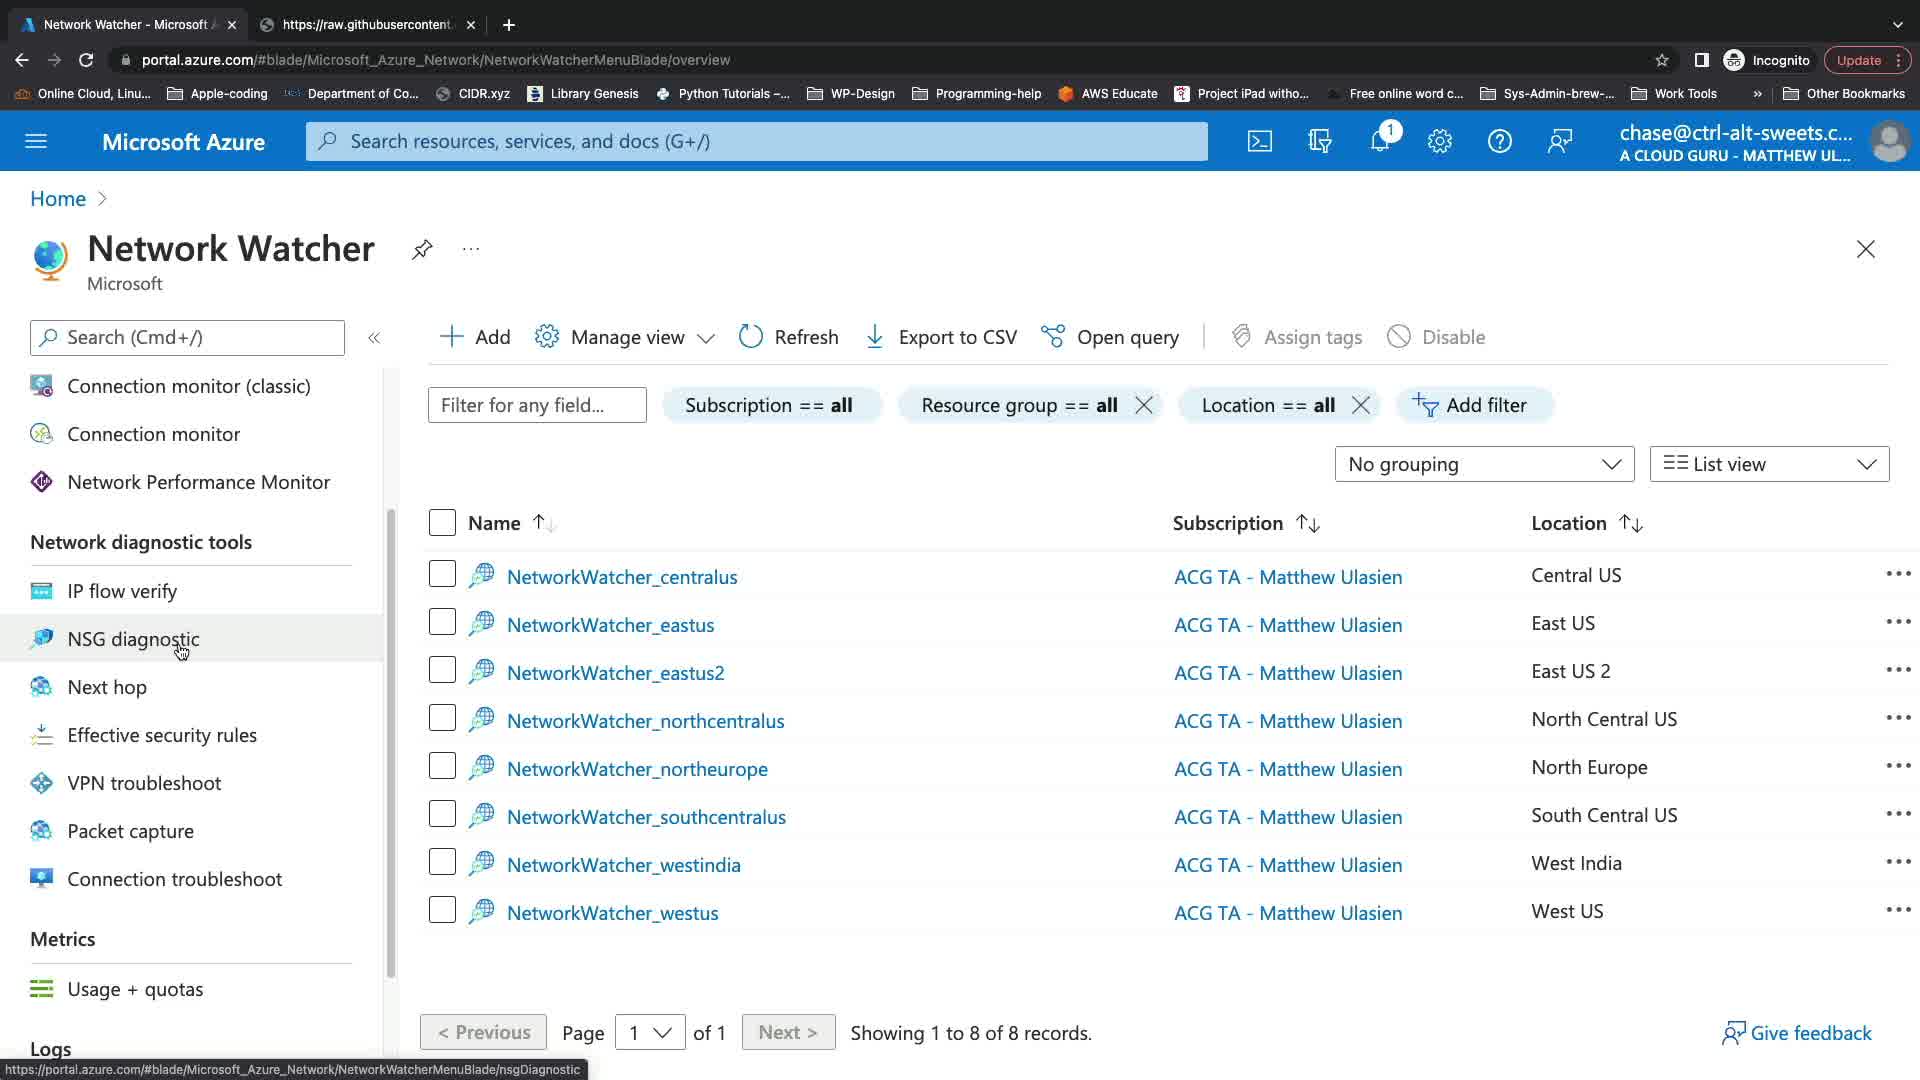 Network Watcher - Microsoft A
https://raw.githubusercontent.
portal.azure.com/#blade/Microsoft_Azure_Network/NetworkWatcherMenuBlade/overview
Incognito
Update
Online Cloud, Linu...
Apple-coding
Department of Co...
CIDR.xyz
Library Genesis
Python Tutorials –...
WP-Design
Programming-help
AWS Educate
Project iPad witho...
Free online word c...
Sys-Admin-brew-...
Work Tools
»
Other Bookmarks
Microsoft Azure
Search resources, services, and docs (G+/)
1
chase@ctrl-alt-sweets.c...
A CLOUD GURU - MATTHEW UL...
Home
Network Watcher
...
Microsoft
Search (Cmd+/)
«
Add
Manage view
Refresh
Export to CSV
Open query
Assign tags
Disable
Connection monitor (classic)
Connection monitor
Network Performance Monitor
Network diagnostic tools
IP flow verify
NSG diagnostic
Next hop
Effective security rules
VPN troubleshoot
Packet capture
Connection troubleshoot
Metrics
Usage + quotas
Logs
Filter for any field...
Subscription == all
Resource group == all
Location == all
Add filter
No grouping
List view
Name
Subscription
Location
NetworkWatcher_centralus
ACG TA - Matthew Ulasien
Central US
...
NetworkWatcher_eastus
ACG TA - Matthew Ulasien
East US
...
NetworkWatcher_eastus2
ACG TA - Matthew Ulasien
East US 2
...
NetworkWatcher_northcentralus
ACG TA - Matthew Ulasien
North Central US
...
NetworkWatcher_northeurope
ACG TA - Matthew Ulasien
North Europe
...
NetworkWatcher_southcentralus
ACG TA - Matthew Ulasien
South Central US
...
NetworkWatcher_westindia
ACG TA - Matthew Ulasien
West India
...
NetworkWatcher_westus
ACG TA - Matthew Ulasien
West US
...
< Previous
Page
1
of 1
Next >
Showing 1 to 8 of 8 records.
Give feedback
https://portal.azure.com/#blade/Microsoft_Azure_Network/NetworkWatcherMenuBlade/nsgDiagnostic